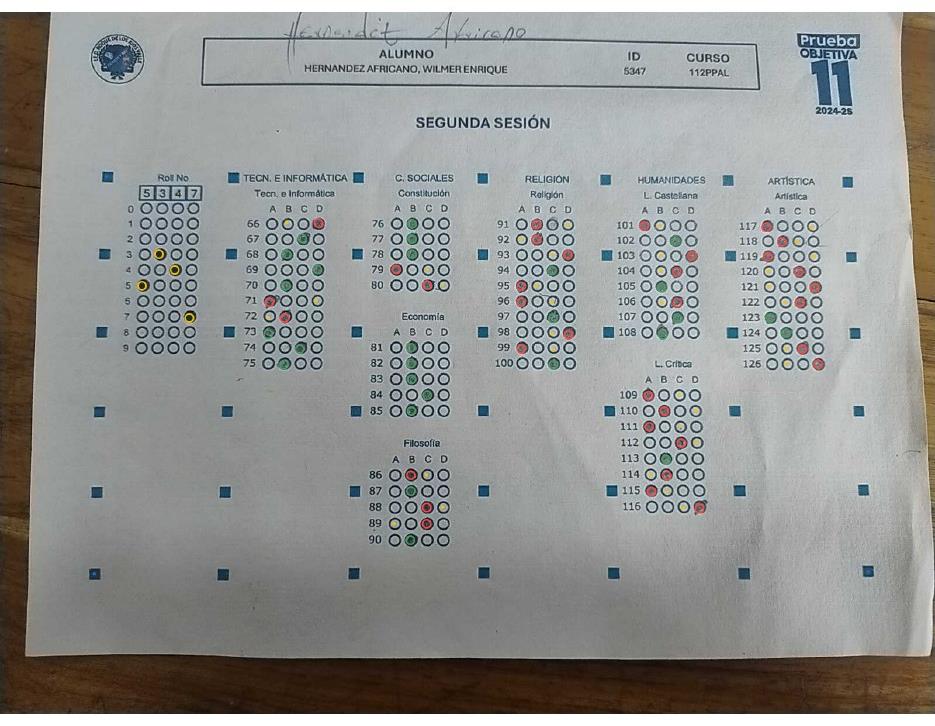 Hernandez Africano
I.E.D. ROQUE DE LOS RIOS VALLE
ALUMNO
HERNANDEZ AFRICANO, WILMER ENRIQUE
ID
5347
CURSO
112PPAL
Prueba
OBJETIVA
11
2024-25
SEGUNDA SESIÓN
Roll No
5 3 4 7
0
1
2
3
4
5
6
7
8
9
TECN. E INFORMÁTICA
Tecn. e Informática
A B C D
66
67
68
69
70
71
72
73
74
75
C. SOCIALES
Constitución
A B C D
76
77
78
79
80
Economía
A B C D
81
82
83
84
85
Filosofía
A B C D
86
87
88
89
90
RELIGION
Religión
A B C D
91
92
93
94
95
96
97
98
99
100
HUMANIDADES
L. Castellana
A B C D
101
102
103
104
105
106
107
108
L. Crítica
A B C D
109
110
111
112
113
114
115
116
ARTÍSTICA
Artística
A B C D
117
118
119
120
121
122
123
124
125
126